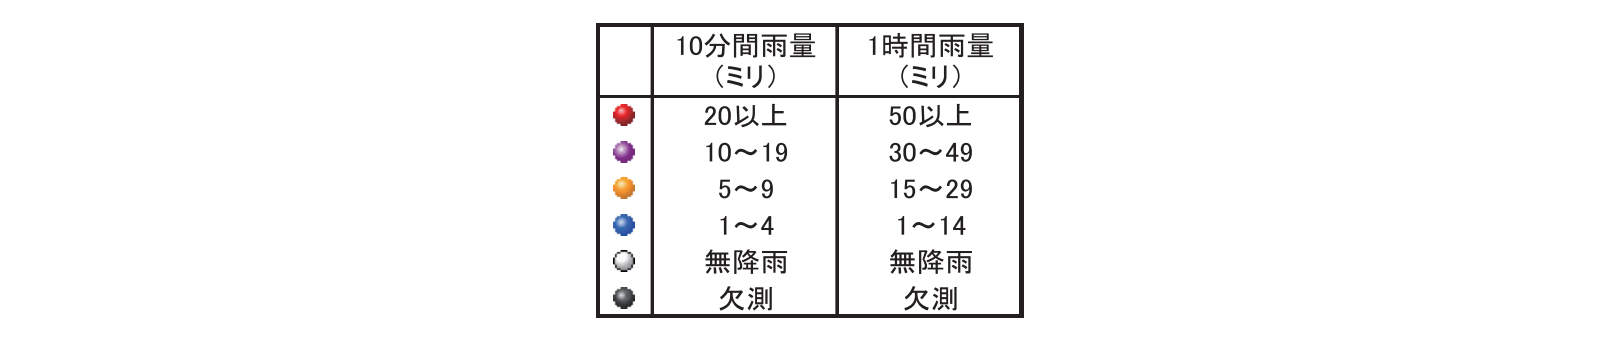 10分間雨量 1時間雨量
（ミリ） （ミリ）
20以上 50以上
10～19 30～49
5～9 15～29
1～4 1～14
無降雨 無降雨
欠測 欠測